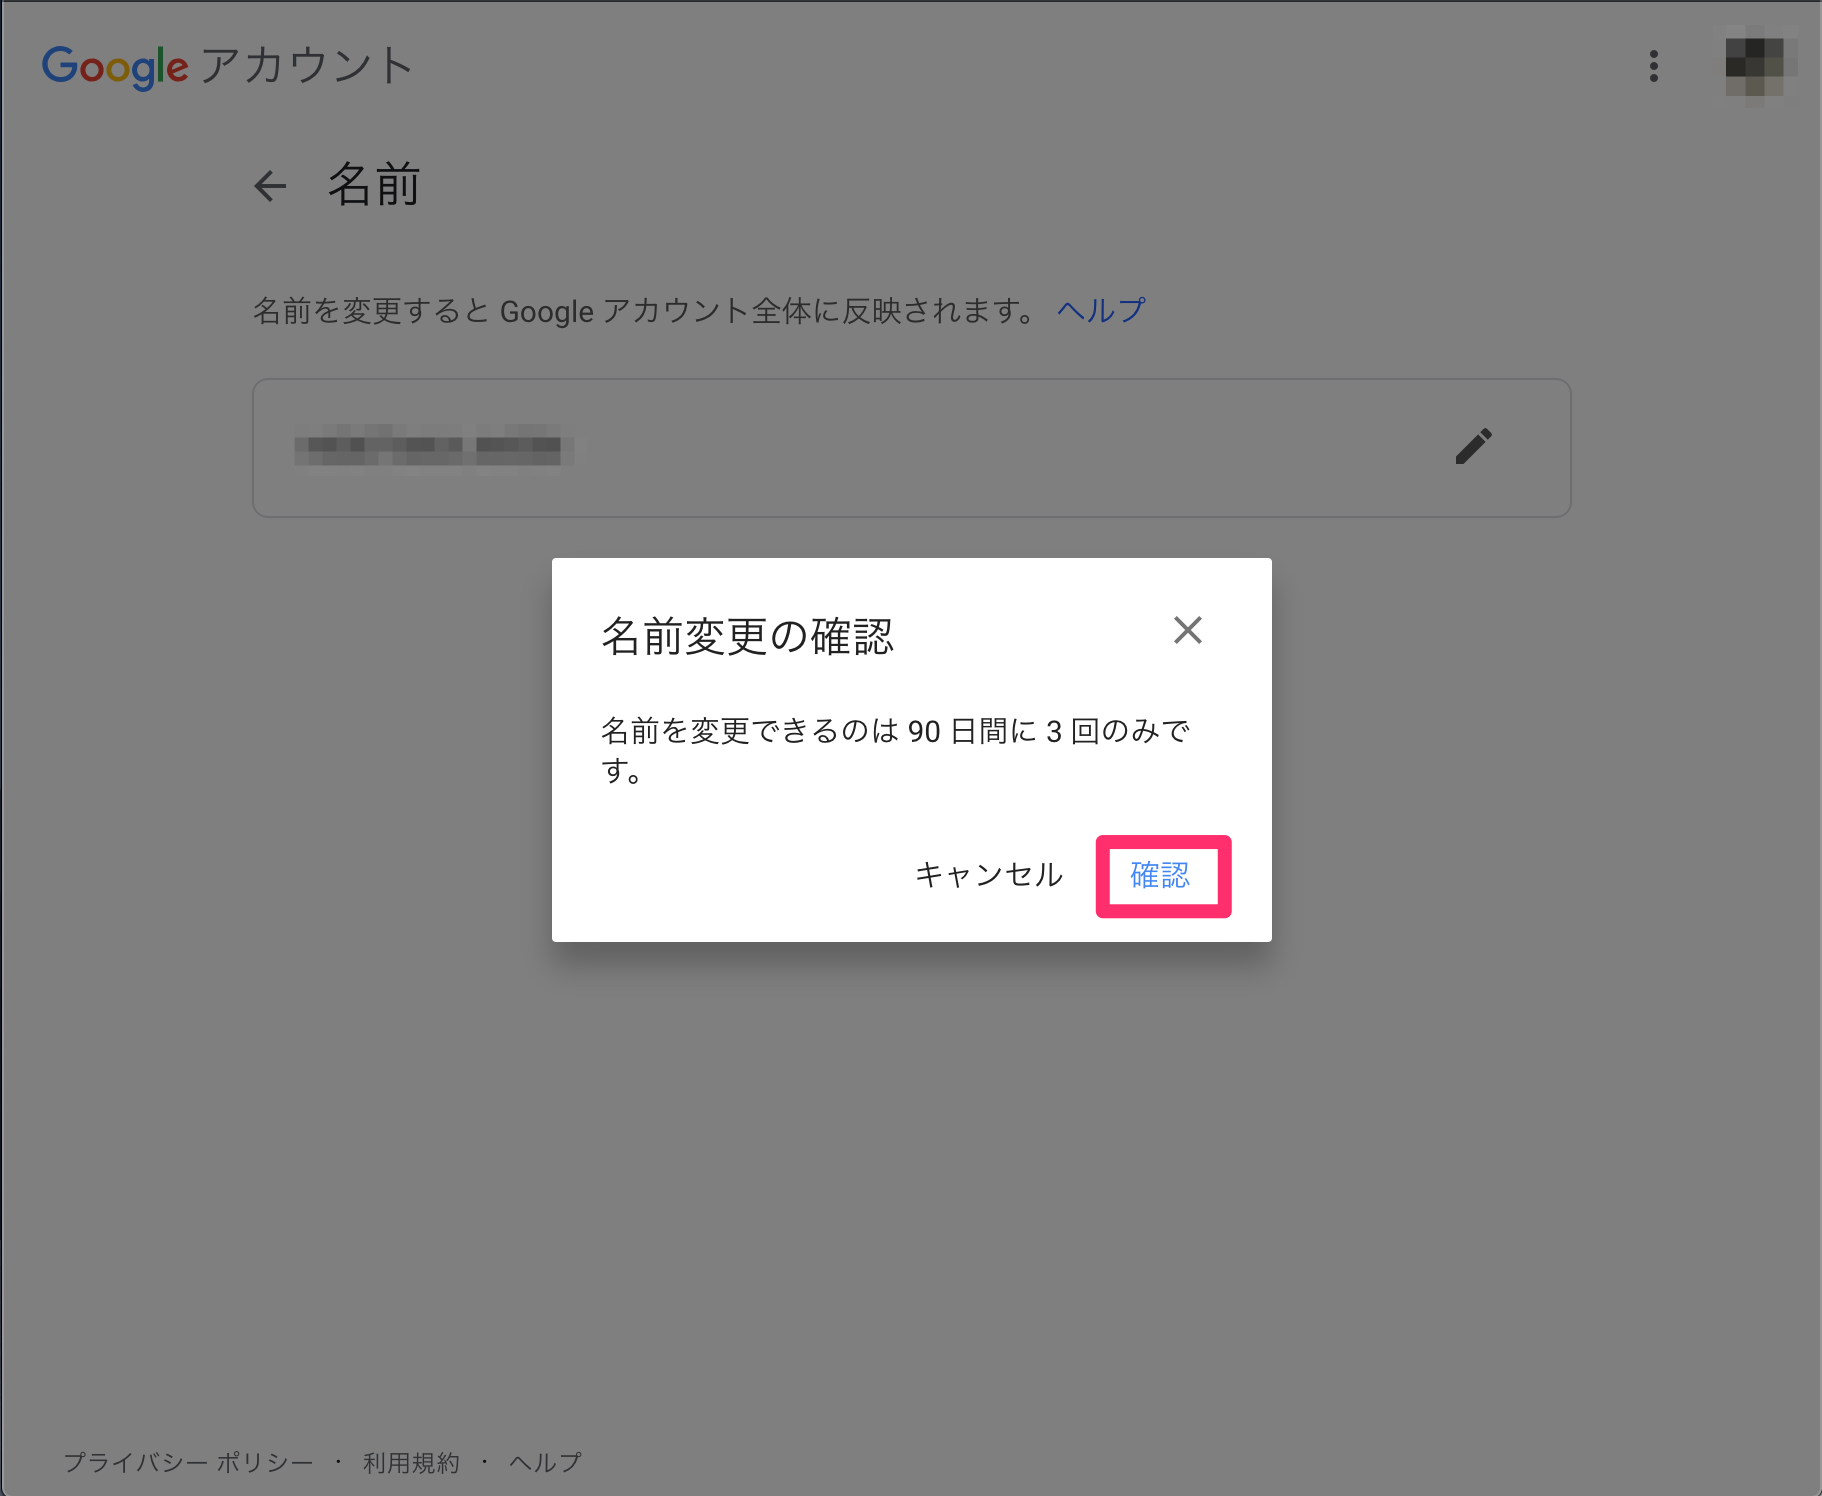 Google アカウント
名前
名前を変更すると Google アカウント全体に反映されます。 ヘルプ
名前変更の確認
名前を変更できるのは 90 日間に 3 回のみで
す。
キャンセル 確認
プライバシー ポリシー ・ 利用規約 ・ ヘルプ